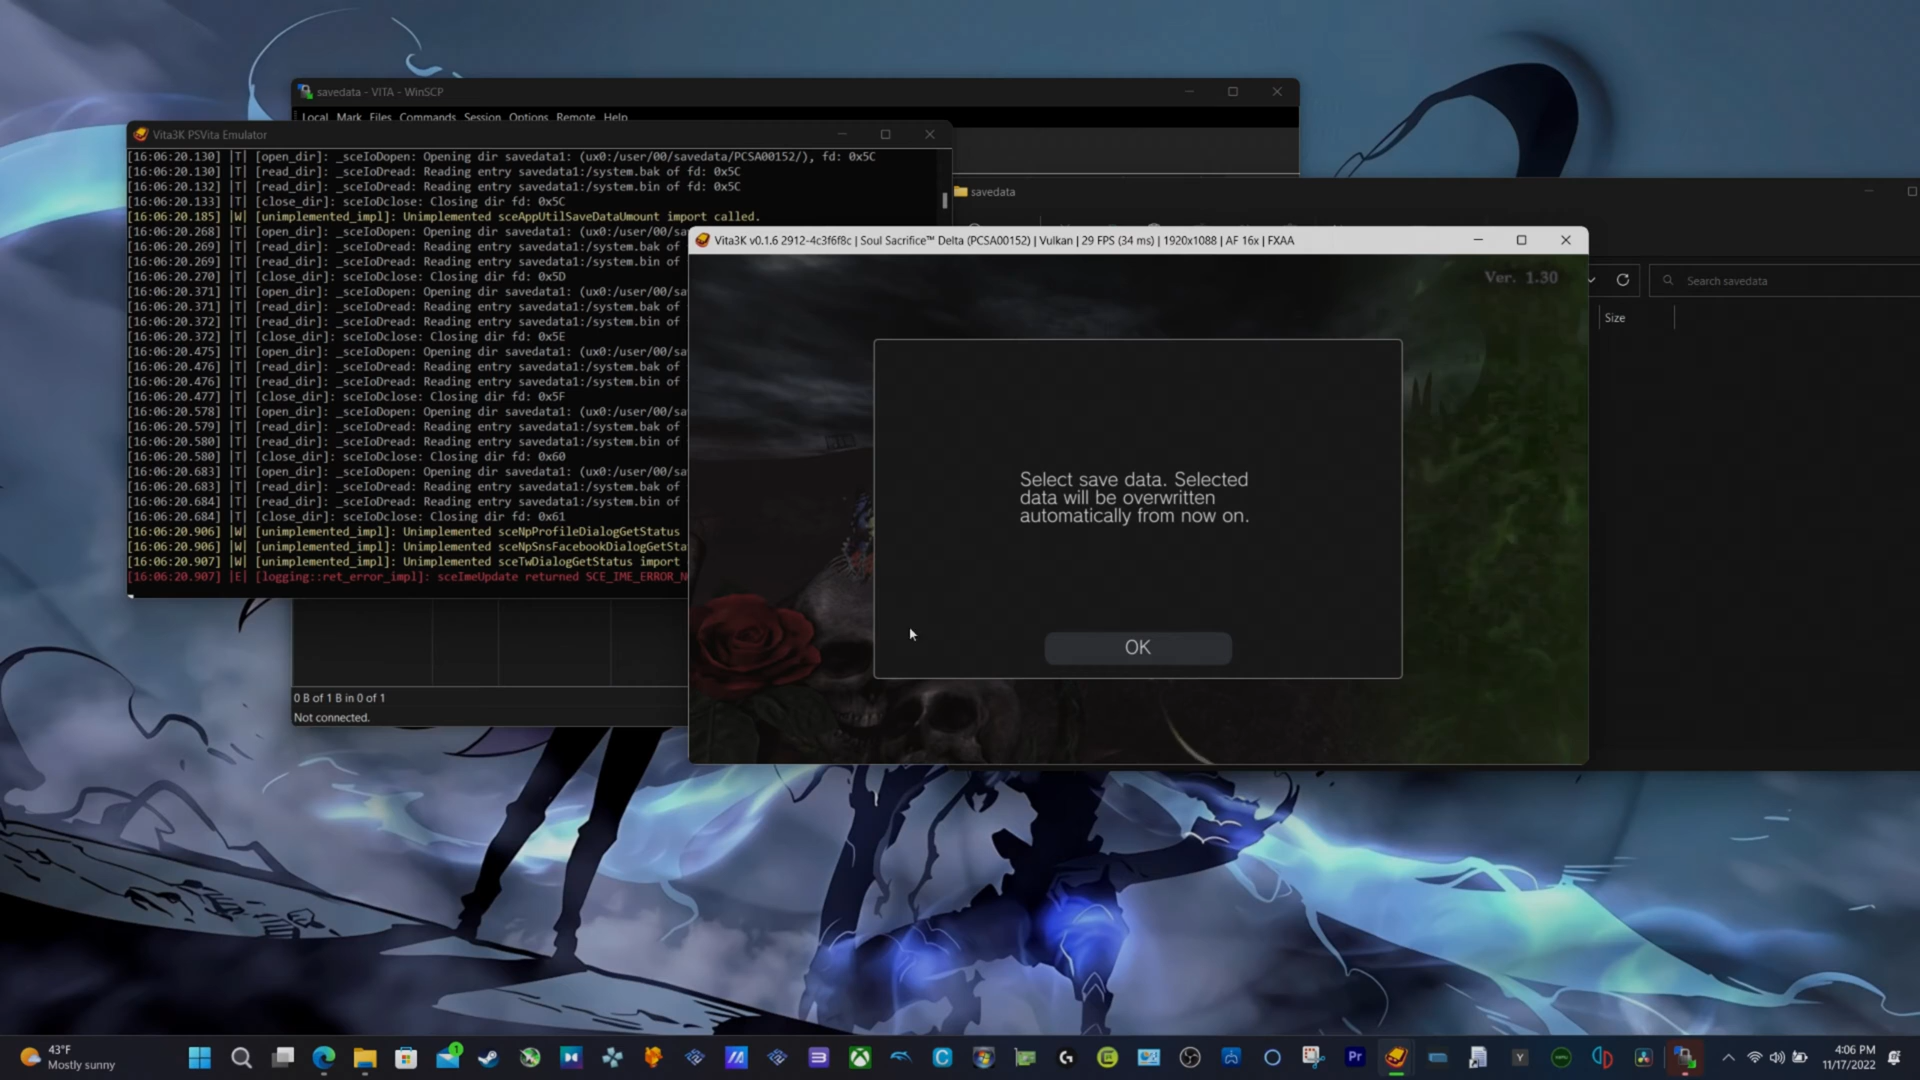 savedata - VITA - WinSCP
Local Mark Files Commands Session Options Remote Help
Vita3K PSVita Emulator
[16:06:20.130] |T| [open_dir]: _sceIoDopen: Opening dir savedata1: (ux0:/user/00/savedata/PCSA00152/), fd: 0x5C
[16:06:20.130] |T| [read_dir]: _sceIoDread: Reading entry savedata1:/system.bak of fd: 0x5C
[16:06:20.132] |T| [read_dir]: _sceIoDread: Reading entry savedata1:/system.bin of fd: 0x5C
[16:06:20.133] |T| [close_dir]: sceIoDclose: Closing dir fd: 0x5C
[16:06:20.185] |W| [unimplemented_impl]: Unimplemented sceAppUtilSaveDataUmount import called.
[16:06:20.268] |T| [open_dir]: _sceIoDopen: Opening dir savedata1: (ux0:/user/00/sa
[16:06:20.269] |T| [read_dir]: _sceIoDread: Reading entry savedata1:/system.bak of
[16:06:20.269] |T| [read_dir]: _sceIoDread: Reading entry savedata1:/system.bin of
[16:06:20.270] |T| [close_dir]: sceIoDclose: Closing dir fd: 0x5D
[16:06:20.371] |T| [open_dir]: _sceIoDopen: Opening dir savedata1: (ux0:/user/00/sa
[16:06:20.371] |T| [read_dir]: _sceIoDread: Reading entry savedata1:/system.bak of
[16:06:20.372] |T| [read_dir]: _sceIoDread: Reading entry savedata1:/system.bin of
[16:06:20.372] |T| [close_dir]: sceIoDclose: Closing dir fd: 0x5E
[16:06:20.475] |T| [open_dir]: _sceIoDopen: Opening dir savedata1: (ux0:/user/00/sa
[16:06:20.476] |T| [read_dir]: _sceIoDread: Reading entry savedata1:/system.bak of
[16:06:20.476] |T| [read_dir]: _sceIoDread: Reading entry savedata1:/system.bin of
[16:06:20.477] |T| [close_dir]: sceIoDclose: Closing dir fd: 0x5F
[16:06:20.578] |T| [open_dir]: _sceIoDopen: Opening dir savedata1: (ux0:/user/00/sa
[16:06:20.579] |T| [read_dir]: _sceIoDread: Reading entry savedata1:/system.bak of
[16:06:20.580] |T| [read_dir]: _sceIoDread: Reading entry savedata1:/system.bin of
[16:06:20.580] |T| [close_dir]: sceIoDclose: Closing dir fd: 0x60
[16:06:20.683] |T| [open_dir]: _sceIoDopen: Opening dir savedata1: (ux0:/user/00/sa
[16:06:20.683] |T| [read_dir]: _sceIoDread: Reading entry savedata1:/system.bak of
[16:06:20.684] |T| [read_dir]: _sceIoDread: Reading entry savedata1:/system.bin of
[16:06:20.684] |T| [close_dir]: sceIoDclose: Closing dir fd: 0x61
[16:06:20.906] |W| [unimplemented_impl]: Unimplemented sceNpProfileDialogGetStatus
[16:06:20.906] |W| [unimplemented_impl]: Unimplemented sceNpSnsFacebookDialogGetSta
[16:06:20.907] |W| [unimplemented_impl]: Unimplemented sceTwDialogGetStatus import
[16:06:20.907] |E| [logging::ret_error_impl]: sceImeUpdate returned SCE_IME_ERROR_N
0 B of 1 B in 0 of 1
Not connected.
savedata
Search savedata
Size
Vita3K v0.1.6 2912-4c3f6f8c | Soul Sacrifice™ Delta (PCSA00152) | Vulkan | 29 FPS (34 ms) | 1920x1088 | AF 16x | FXAA
Ver. 1.30
Select save data. Selected
data will be overwritten
automatically from now on.
OK
43°F
Mostly sunny
1
Pr
4:06 PM
11/17/2022